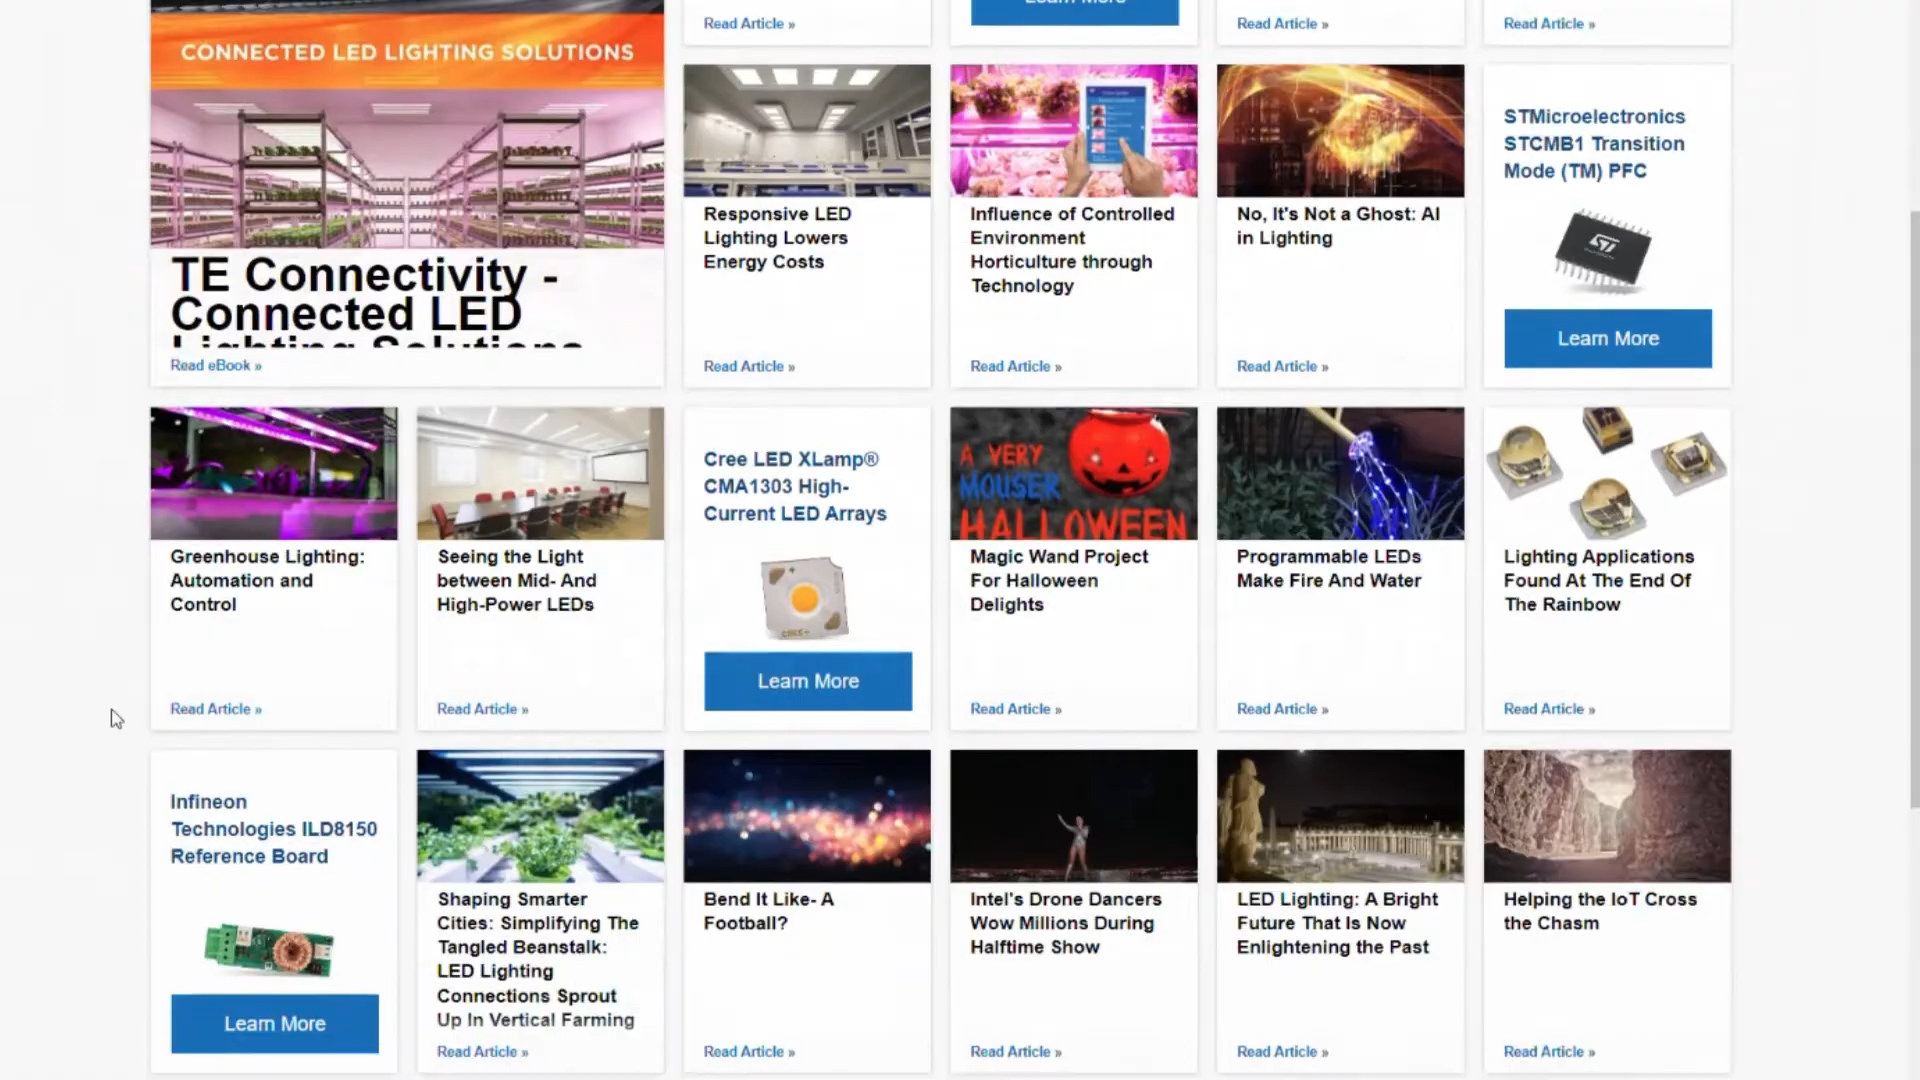 Read Article »
Learn More
Read Article »
Read Article »
CONNECTED LED LIGHTING SOLUTIONS
TE Connectivity -
Connected LED
Lighting Solutions
Read eBook »
Responsive LED
Lighting Lowers
Energy Costs
Read Article »
Influence of Controlled
Environment
Horticulture through
Technology
Read Article »
No, It's Not a Ghost: AI
in Lighting
Read Article »
STMicroelectronics
STCMB1 Transition
Mode (TM) PFC
ST
Learn More
Greenhouse Lighting:
Automation and
Control
Read Article »
Seeing the Light
between Mid- And
High-Power LEDs
Read Article »
Cree LED XLamp®
CMA1303 High-
Current LED Arrays
Learn More
A VERY
MOUSER
HALLOWEEN
Magic Wand Project
For Halloween
Delights
Read Article »
Programmable LEDs
Make Fire And Water
Read Article »
Lighting Applications
Found At The End Of
The Rainbow
Read Article »
Infineon
Technologies ILD8150
Reference Board
Learn More
Shaping Smarter
Cities: Simplifying The
Tangled Beanstalk:
LED Lighting
Connections Sprout
Up In Vertical Farming
Read Article »
Bend It Like- A
Football?
Read Article »
Intel's Drone Dancers
Wow Millions During
Halftime Show
Read Article »
LED Lighting: A Bright
Future That Is Now
Enlightening the Past
Read Article »
Helping the IoT Cross
the Chasm
Read Article »